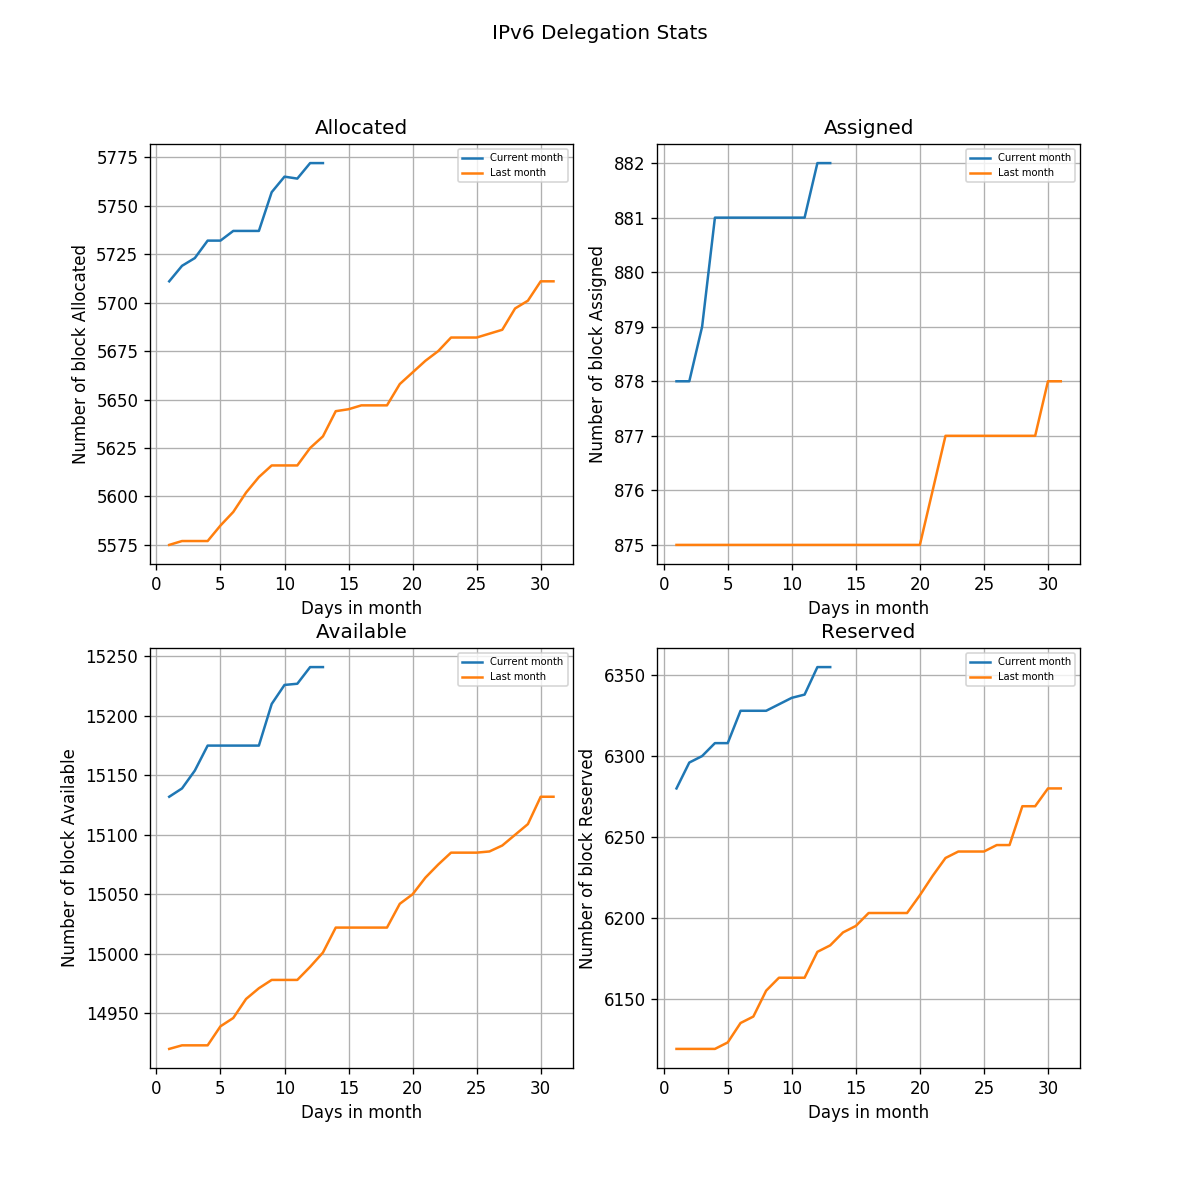 IPv6 Delegation Stats
Allocated
Number of block Allocated
5775
5750
5725
5700
5675
5650
5625
5600
5575
Current month
Last month
0 5 10 15 20 25 30
Days in month
Assigned
Number of block Assigned
882
881
880
879
878
877
876
875
Current month
Last month
0 5 10 15 20 25 30
Days in month
Available
Number of block Available
15250
15200
15150
15100
15050
15000
14950
Current month
Last month
0 5 10 15 20 25 30
Days in month
Reserved
Number of block Reserved
6350
6300
6250
6200
6150
Current month
Last month
0 5 10 15 20 25 30
Days in month